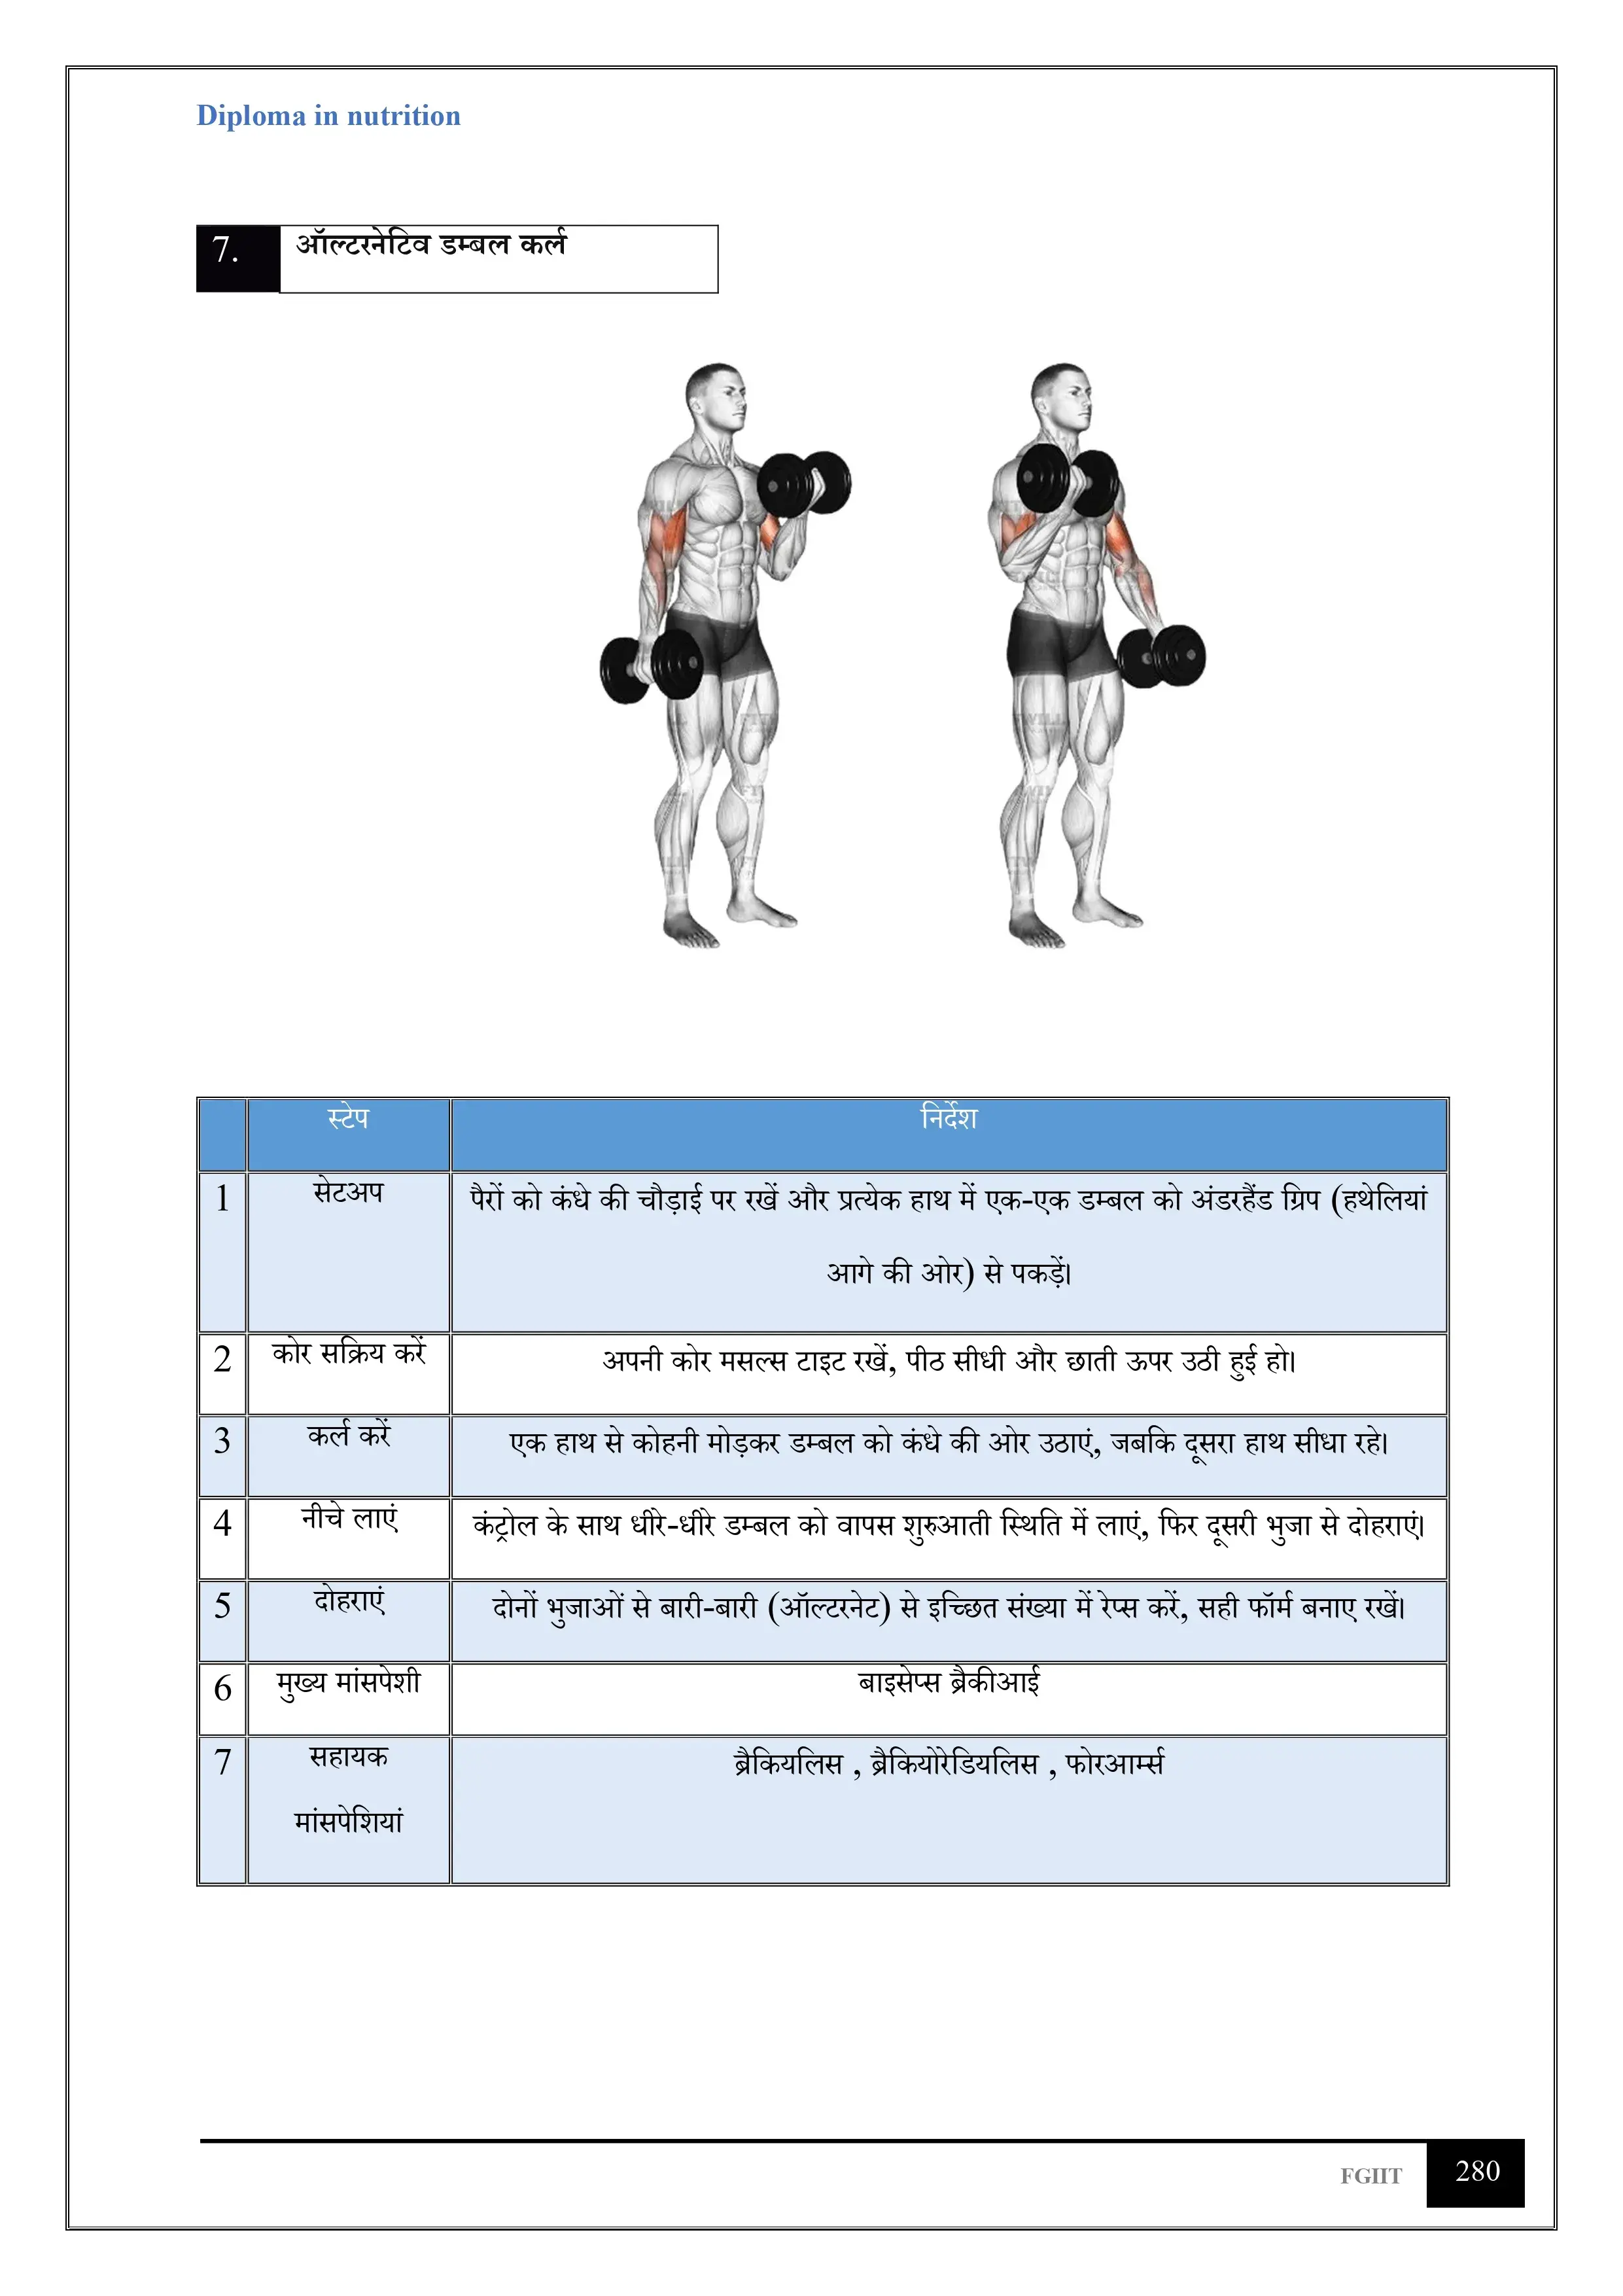 Diploma in nutrition
7. ऑल्टरनेटिव डम्बल कर्ल
स्टेप निर्देश
1 सेटअप पैरों को कंधे की चौड़ाई पर रखें और प्रत्येक हाथ में एक-एक डम्बल को अंडरहैंड ग्रिप (हथेलियां
आगे की ओर) से पकड़ें।
2 कोर सक्रिय करें अपनी कोर मसल्स टाइट रखें, पीठ सीधी और छाती ऊपर उठी हुई हो।
3 कर्ल करें एक हाथ से कोहनी मोड़कर डम्बल को कंधे की ओर उठाएं, जबकि दूसरा हाथ सीधा रहे।
4 नीचे लाएं कंट्रोल के साथ धीरे-धीरे डम्बल को वापस शुरुआती स्थिति में लाएं, फिर दूसरी भुजा से दोहराएं।
5 दोहराएं दोनों भुजाओं से बारी-बारी (ऑल्टरनेट) से इच्छित संख्या में रेप्स करें, सही फॉर्म बनाए रखें।
6 मुख्य मांसपेशी बाइसेप्स ब्रैकीआई
7 सहायक ब्रैकियलिस , ब्रैकियोरेडियलिस , फोरआर्म्स
मांसपेशियां
FGIIT 280